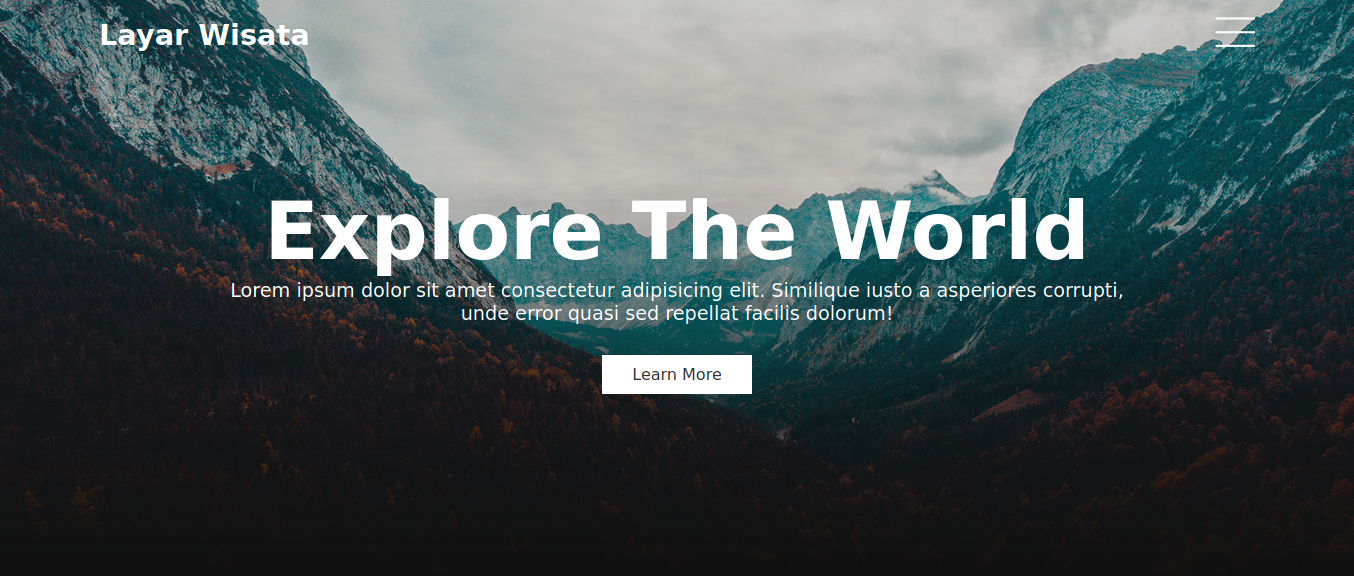 Layar Wisata
Explore The World
Lorem ipsum dolor sit amet consectetur adipisicing elit. Similique iusto a asperiores corrupti,
unde error quasi sed repellat facilis dolorum!
Learn More